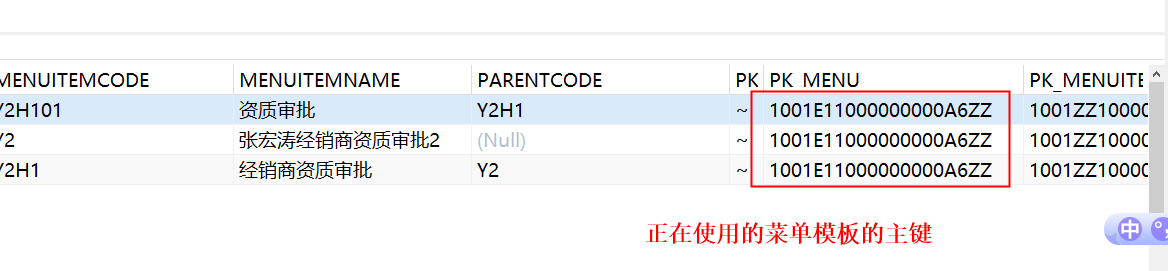 MENUITEMCODE MENUITEMNAME PARENTCODE PK PK_MENU PK_MENUITE
Y2H101 资质审批 Y2H1 ~ 1001E11000000000A6ZZ 1001ZZ10000
Y2 张宏涛经销商资质审批2 (Null) ~ 1001E11000000000A6ZZ 1001ZZ10000
Y2H1 经销商资质审批 Y2 ~ 1001E11000000000A6ZZ 1001ZZ10000
正在使用的菜单模板的主键
中